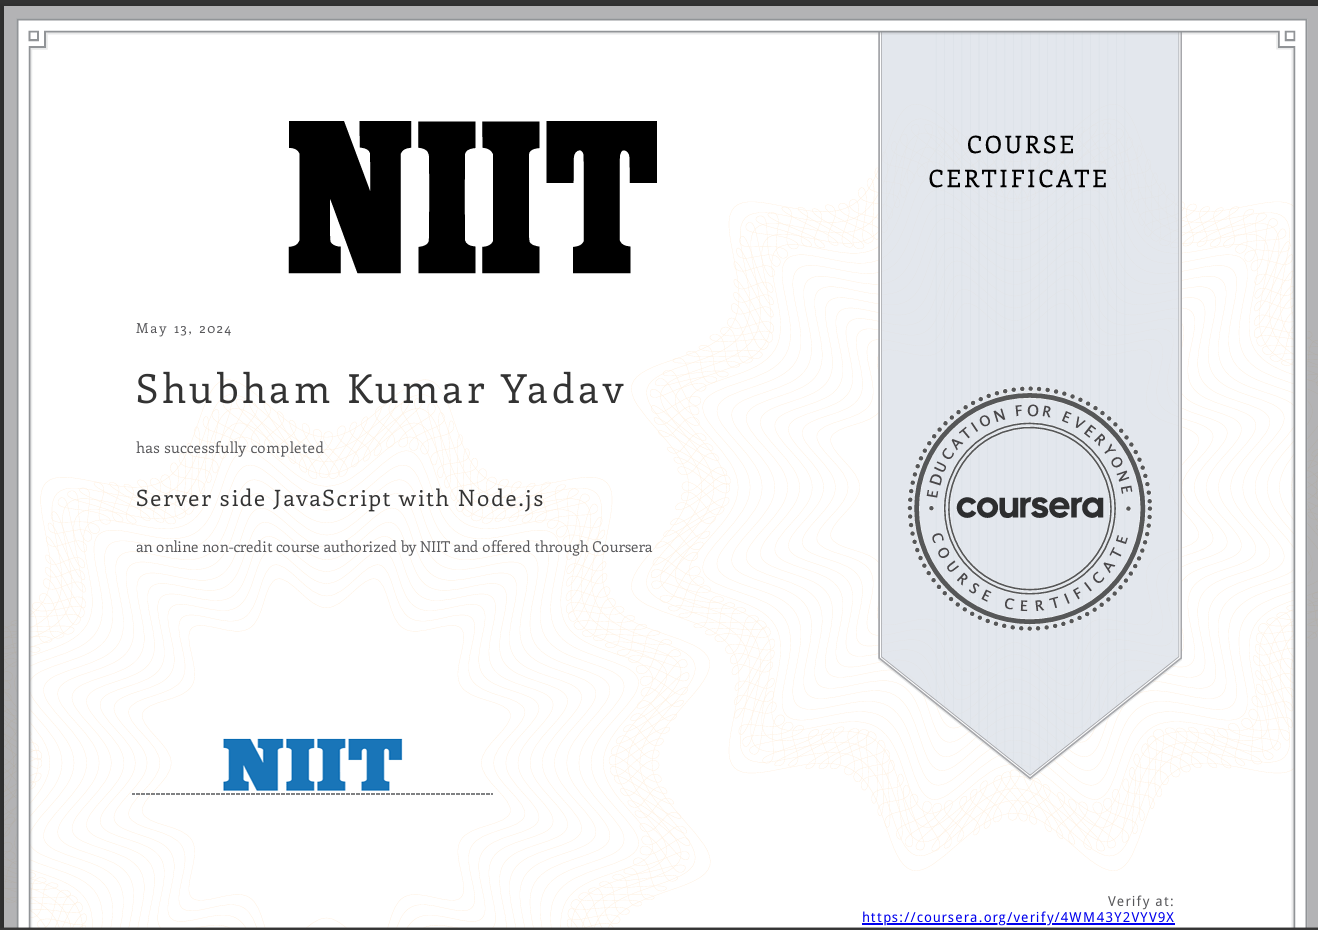 NIIT
COURSE
CERTIFICATE
May 13, 2024
Shubham Kumar Yadav
has successfully completed
Server side JavaScript with Node.js
an online non-credit course authorized by NIIT and offered through Coursera
EDUCATION FOR EVERYONE
coursera
COURSE CERTIFICATE
NIIT
Verify at:
https://coursera.org/verify/4WM43Y2VYV9X